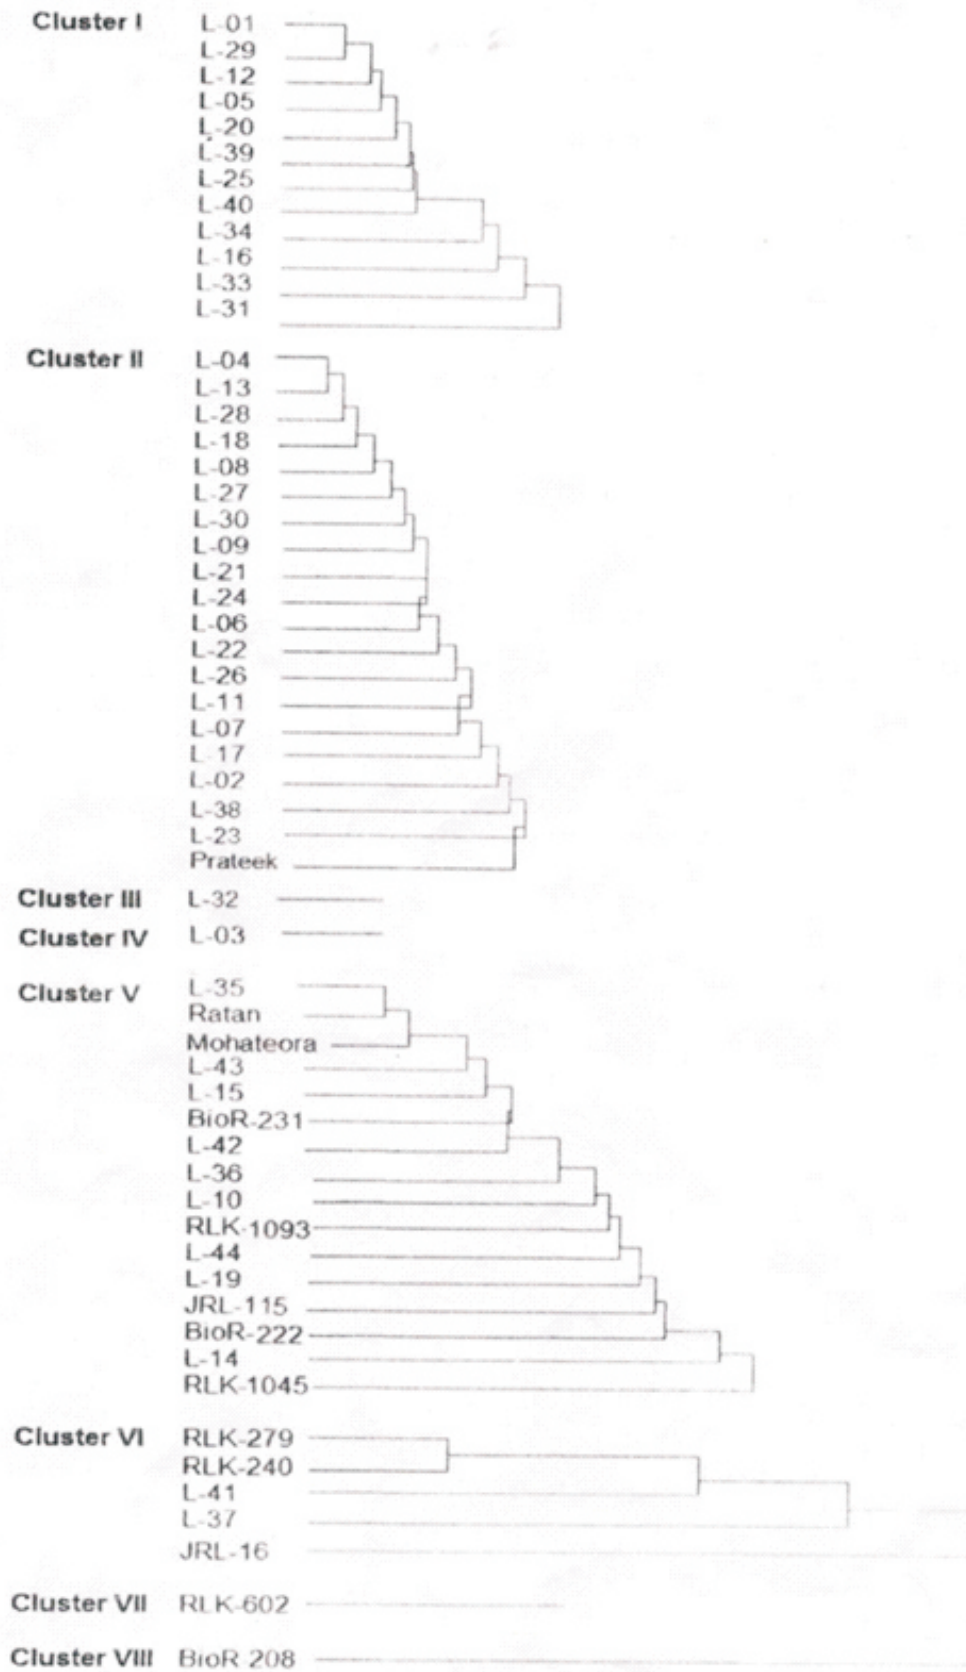 Cluster I L-01
L-29
L-12
L-05
L-20
L-39
L-25
L-40
L-34
L-16
L-33
L-31
Cluster II L-04
L-13
L-28
L-18
L-08
L-27
L-30
L-09
L-21
L-24
L-06
L-22
L-26
L-11
L-07
L-17
L-02
L-38
L-23
Prateek
Cluster III L-32
Cluster IV L-03
Cluster V L-35
Ratan
Mohateora
L-43
L-15
BioR-231
L-42
L-36
L-10
RLK-1093
L-44
L-19
JRL-115
BioR-222
L-14
RLK-1045
Cluster VI RLK-279
RLK-240
L-41
L-37
JRL-16
Cluster VII RLK-602
Cluster VIII BioR-208